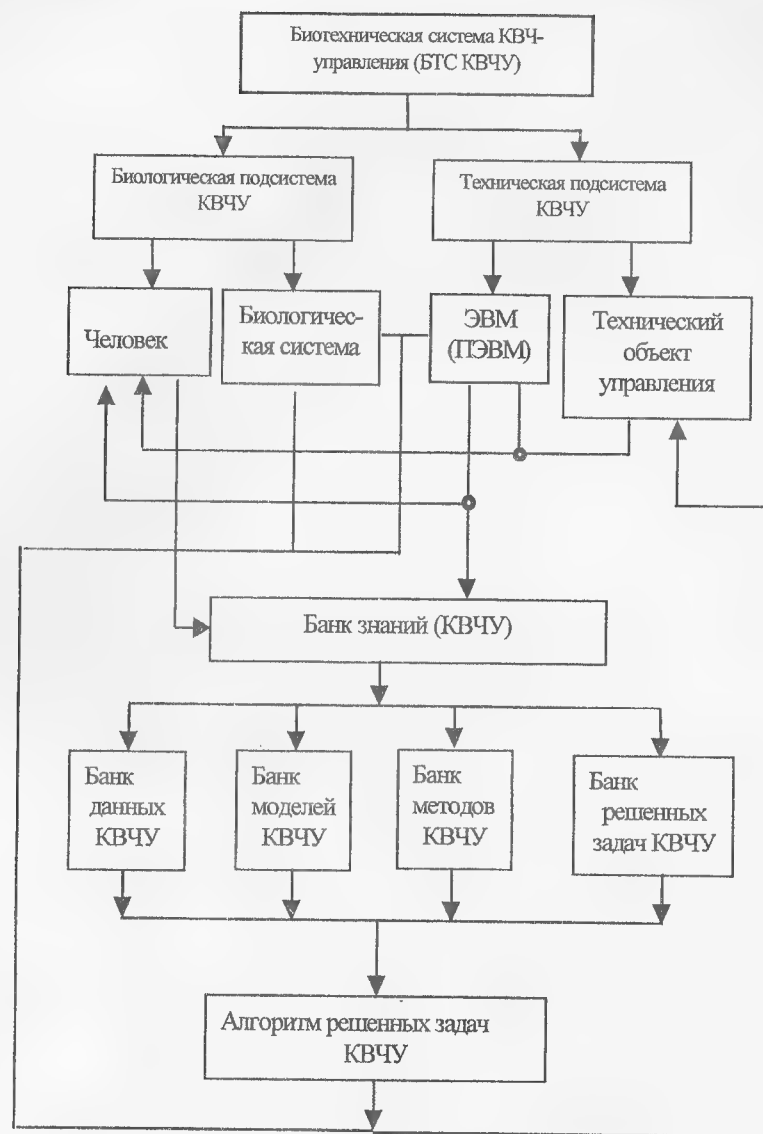 Биотехническая система КВЧ-
управления (БТС КВЧУ)
Биологическая подсистема
КВЧУ
Техническая подсистема
КВЧУ
Человек
Биологичес-
кая система
ЭВМ
(ПЭВМ)
Технический
объект
управления
Банк знаний (КВЧУ)
Банк
данных
КВЧУ
Банк
моделей
КВЧУ
Банк
методов
КВЧУ
Банк
решенных
задач КВЧУ
Алгоритм решенных задач
КВЧУ